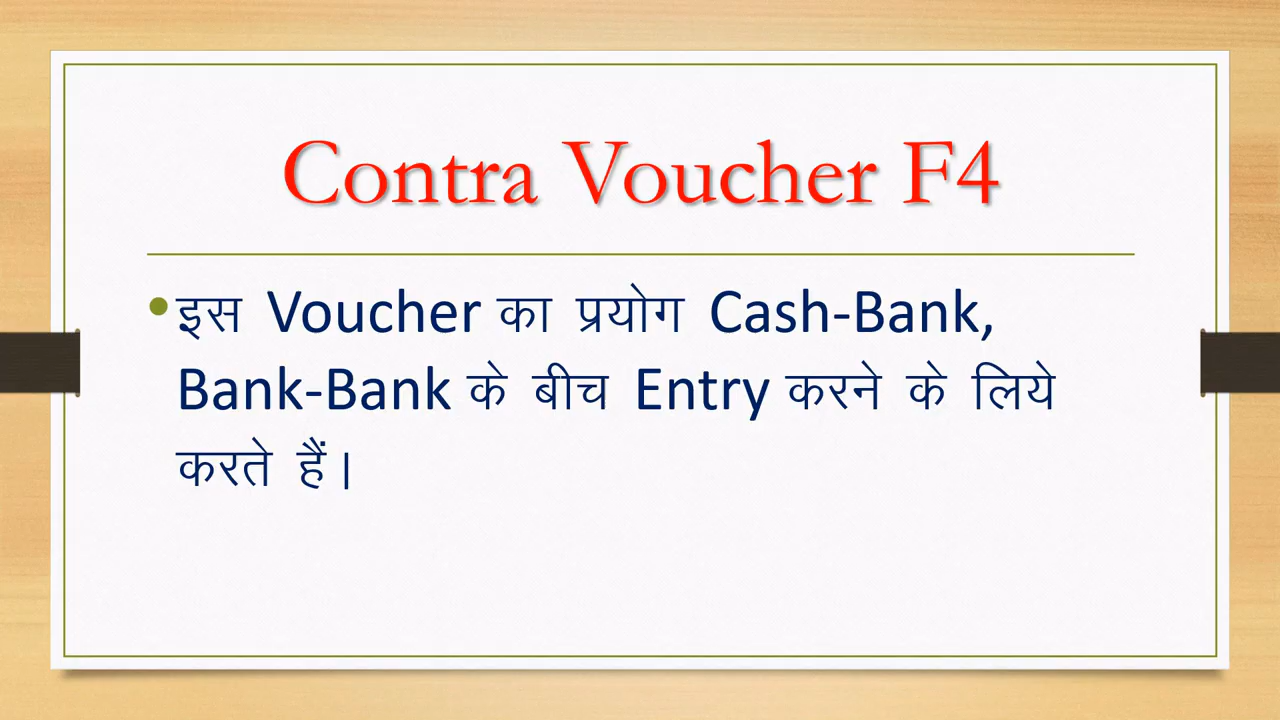 Contra Voucher F4
•इस Voucher का प्रयोग Cash-Bank,
Bank-Bank के बीच Entry करने के लिये
करते हैं।